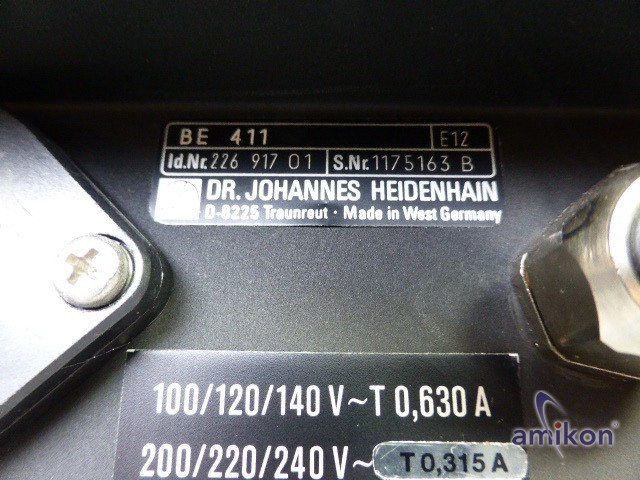 BE 411 E12
Id.Nr. 226 917 01 S.Nr. 1175163 B
DR. JOHANNES HEIDENHAIN
D-8225 Traunreut · Made in West Germany
100/120/140 V~T 0,630 A
200/220/240 V~ T 0,315 A
amikon